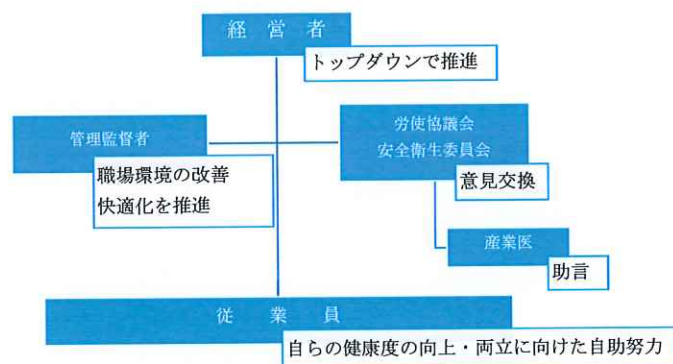 経 営 者
トップダウンで推進
管理監督者
職場環境の改善
快適化を推進
労使協議会
安全衛生委員会
意見交換
産業医
助言
従 業 員
自らの健康度の向上・両立に向けた自助努力